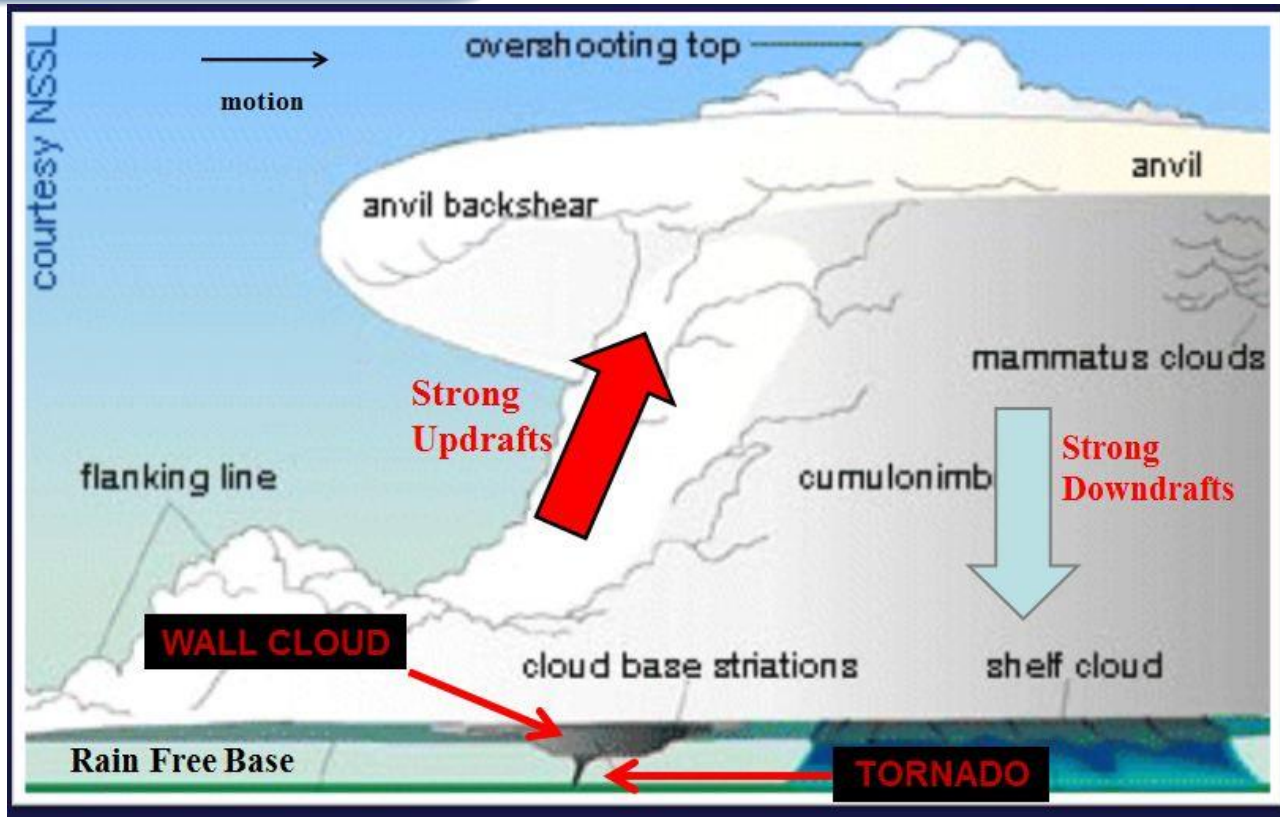 courtesy NSSL
overshooting top
motion
anvil
anvil backshear
mammatus clouds
Strong
Updrafts
flanking line
cumulonimb
Strong
Downdrafts
WALL CLOUD
cloud base striations
shelf cloud
Rain Free Base
TORNADO